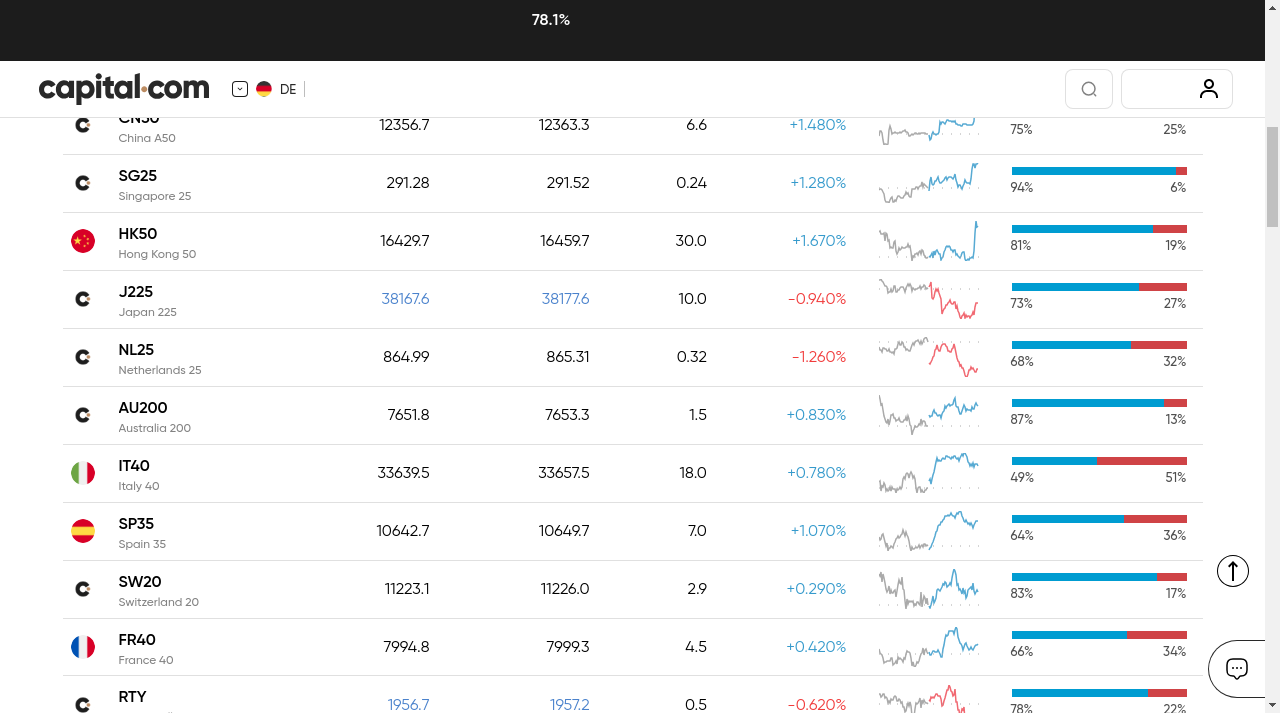 78.1%
capital.com
DE
CN50 12356.7 12363.3 6.6 +1.480%
China A50
75% 25%
SG25
Singapore 25
291.28 291.52 0.24 +1.280%
94% 6%
HK50
Hong Kong 50
16429.7 16459.7 30.0 +1.670%
81% 19%
J225
Japan 225
38167.6 38177.6 10.0 -0.940%
73% 27%
NL25
Netherlands 25
864.99 865.31 0.32 -1.260%
68% 32%
AU200
Australia 200
7651.8 7653.3 1.5 +0.830%
87% 13%
IT40
Italy 40
33639.5 33657.5 18.0 +0.780%
49% 51%
SP35
Spain 35
10642.7 10649.7 7.0 +1.070%
64% 36%
SW20
Switzerland 20
11223.1 11226.0 2.9 +0.290%
83% 17%
FR40
France 40
7994.8 7999.3 4.5 +0.420%
66% 34%
RTY
1956.7 1957.2 0.5 -0.620%
78% 22%